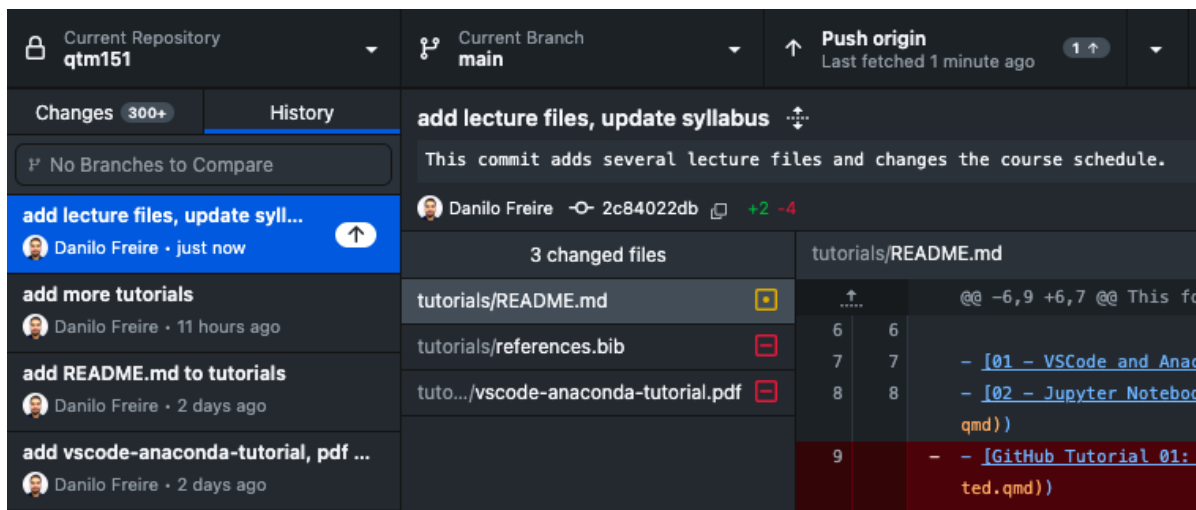 Current Repository
qtm151
Current Branch
main
Push origin
Last fetched 1 minute ago
1
Changes 300+
History
No Branches to Compare
add lecture files, update syll...
Danilo Freire • just now
add more tutorials
Danilo Freire • 11 hours ago
add README.md to tutorials
Danilo Freire • 2 days ago
add vscode-anaconda-tutorial, pdf ...
Danilo Freire • 2 days ago
add lecture files, update syllabus
This commit adds several lecture files and changes the course schedule.
Danilo Freire 2c84022db +2 -4
3 changed files
tutorials/README.md
tutorials/references.bib
tuto.../vscode-anaconda-tutorial.pdf
tutorials/README.md
@@ -6,9 +6,7 @@ This fo
6 6
7 7 - [01 - VSCode and Anac
8 8 - [02 - Jupyter Noteboo
qmd))
9 - - [GitHub Tutorial 01:
ted.qmd))